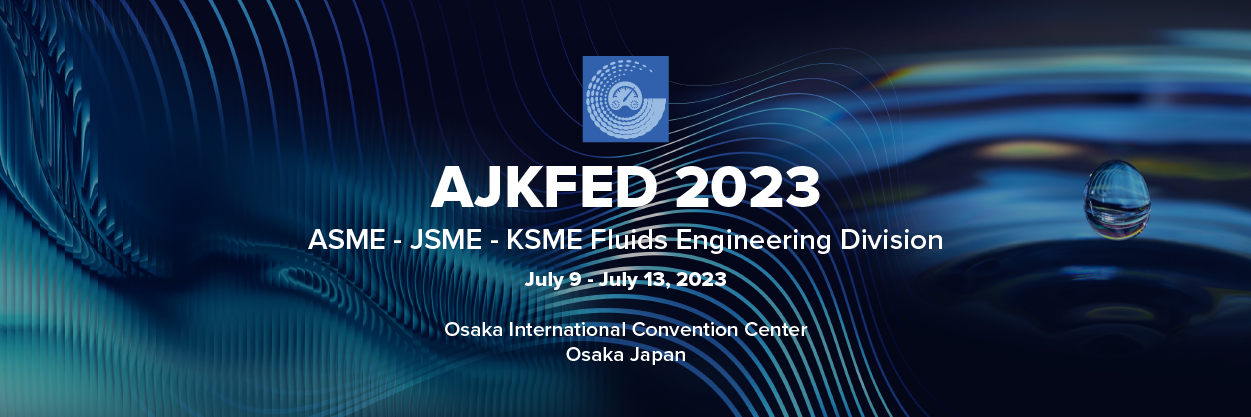 AJKFED 2023
ASME - JSME - KSME Fluids Engineering Division
July 9 - July 13, 2023
Osaka International Convention Center
Osaka Japan